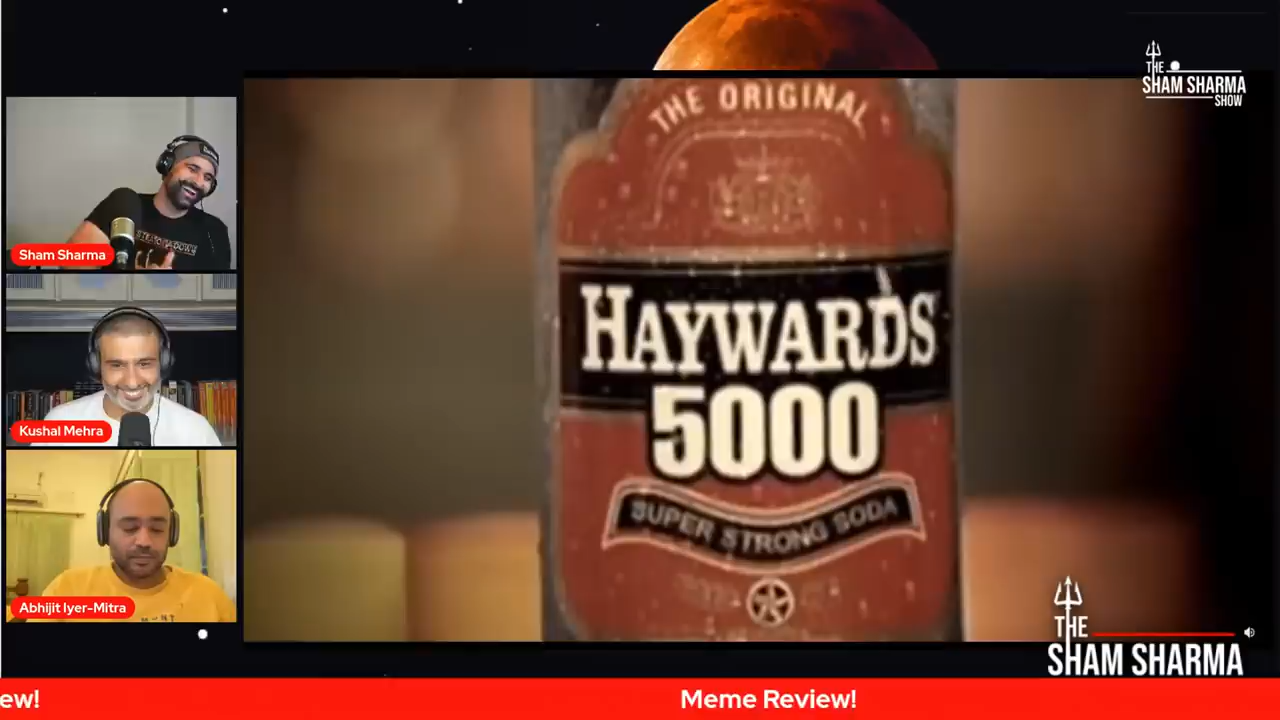 THE
SHAM SHARMA
SHOW
Sham Sharma
Kushal Mehra
Abhijit Iyer-Mitra
THE ORIGINAL
HAYWARDS
5000
SUPER STRONG SODA
THE
SHAM SHARMA
ew!
Meme Review!